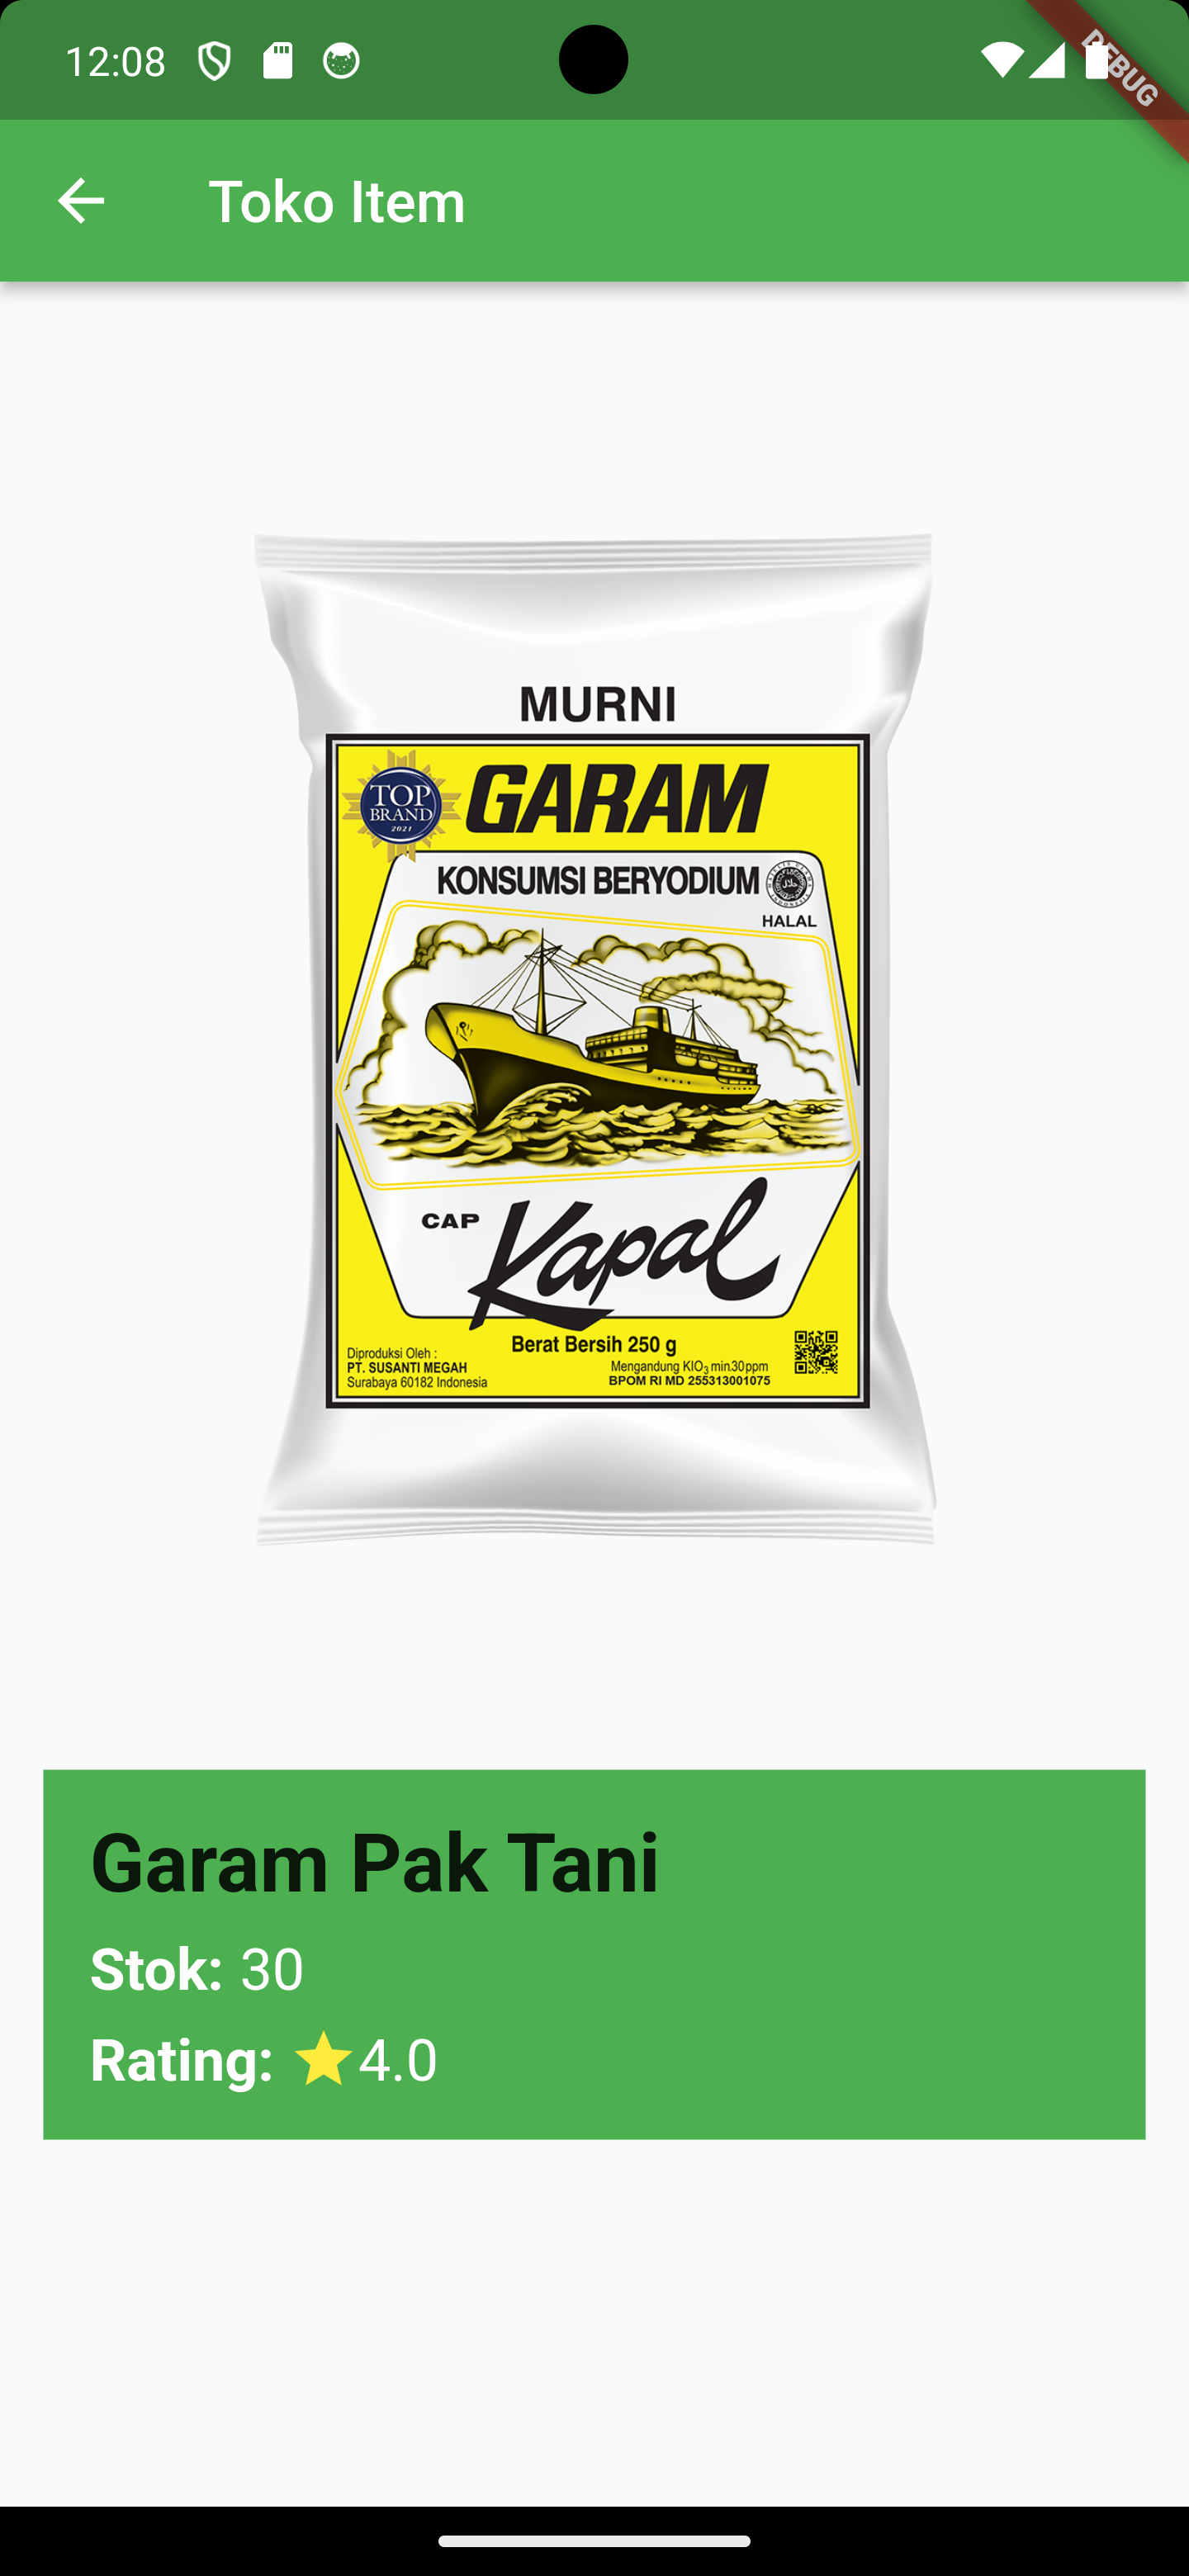 12:08
DEBUG
Toko Item
MURNI
TOP
BRAND
2021
GARAM
KONSUMSI BERYODIUM
HALAL
CAP Kapal
Berat Bersih 250 g
Diproduksi Oleh :
PT. SUSANTI MEGAH
Surabaya 60182 Indonesia
Mengandung KIO3 min.30ppm
BPOM RI MD 255313001075
Garam Pak Tani
Stok: 30
Rating: 4.0